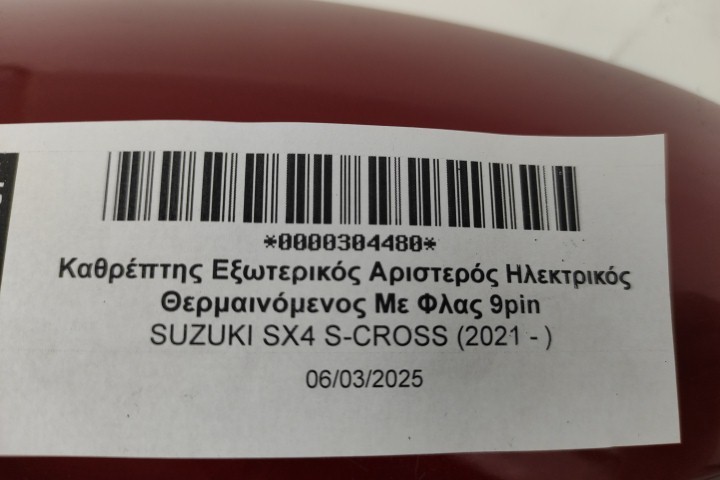 *0000304480*
Καθρέπτης Εξωτερικός Αριστερός Ηλεκτρικός
Θερμαινόμενος Με Φλας 9pin
SUZUKI SX4 S-CROSS (2021 - )
06/03/2025